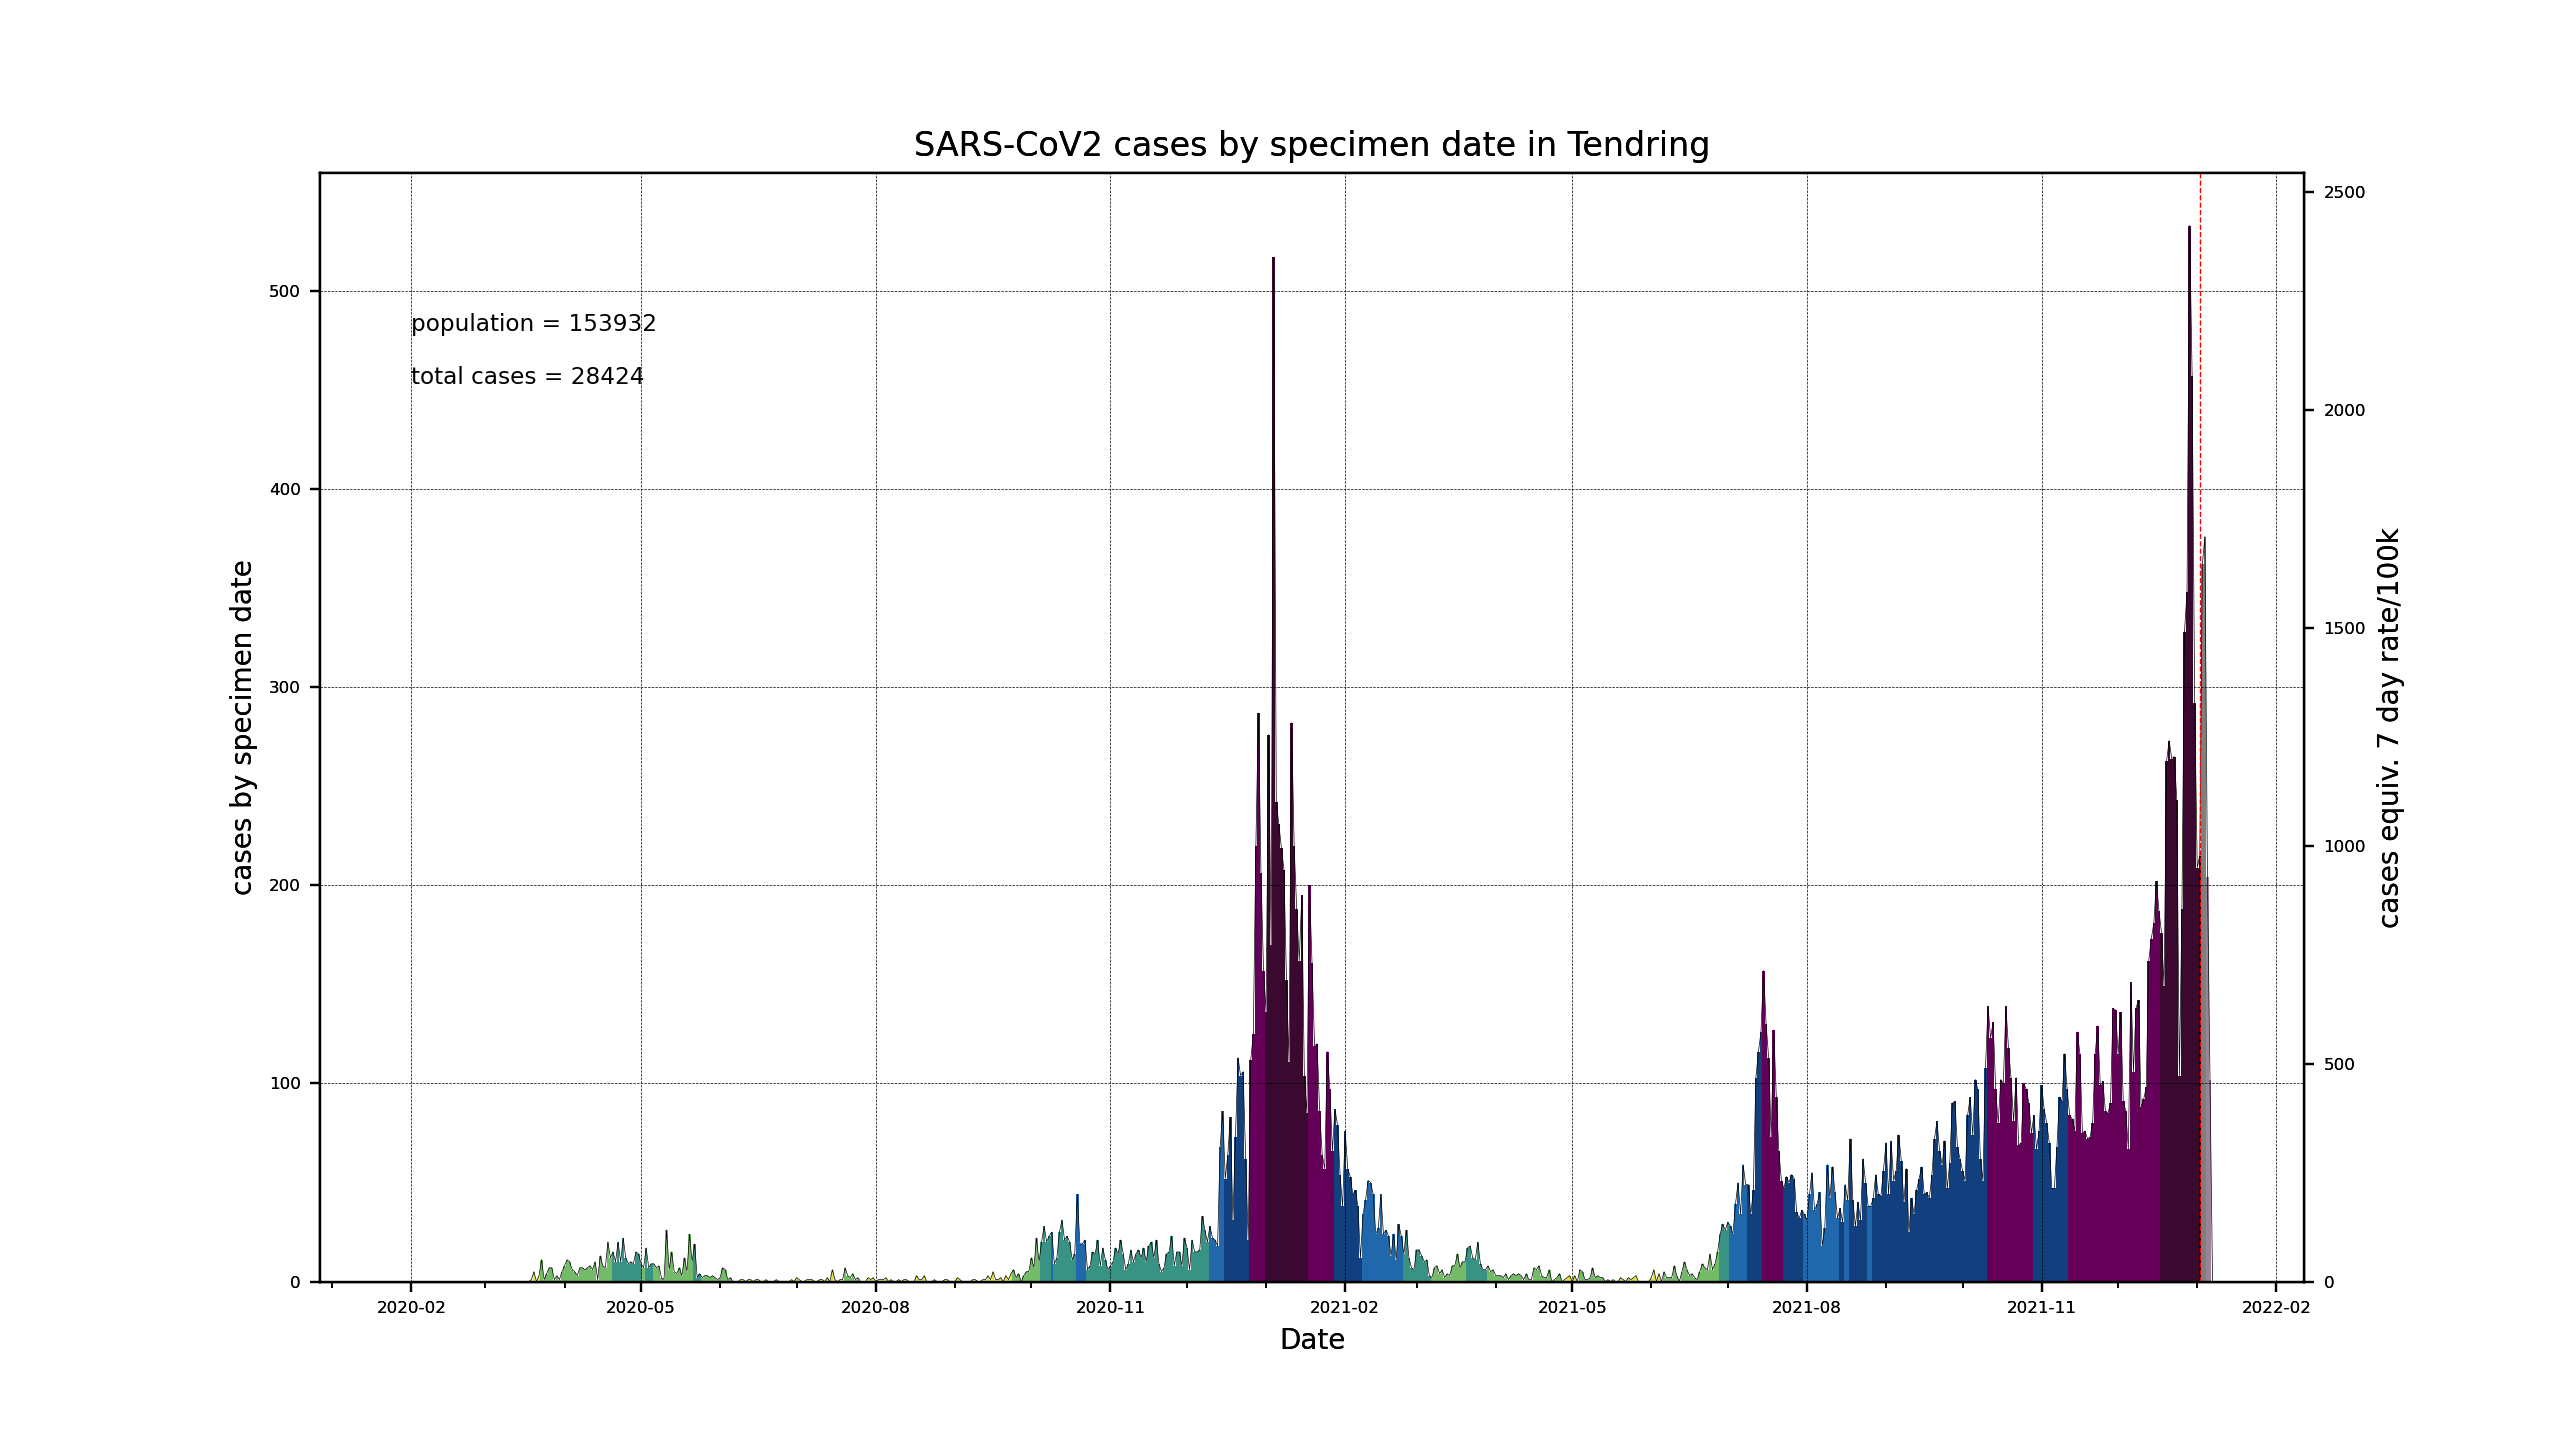 SARS-CoV2 cases by specimen date in Tendring
population = 153932
total cases = 28424
cases by specimen date
500
400
300
200
100
0
2500
2000
1500
1000
500
0
cases equiv. 7 day rate/100k
2020-02 2020-05 2020-08 2020-11 2021-02 2021-05 2021-08 2021-11 2022-02
Date